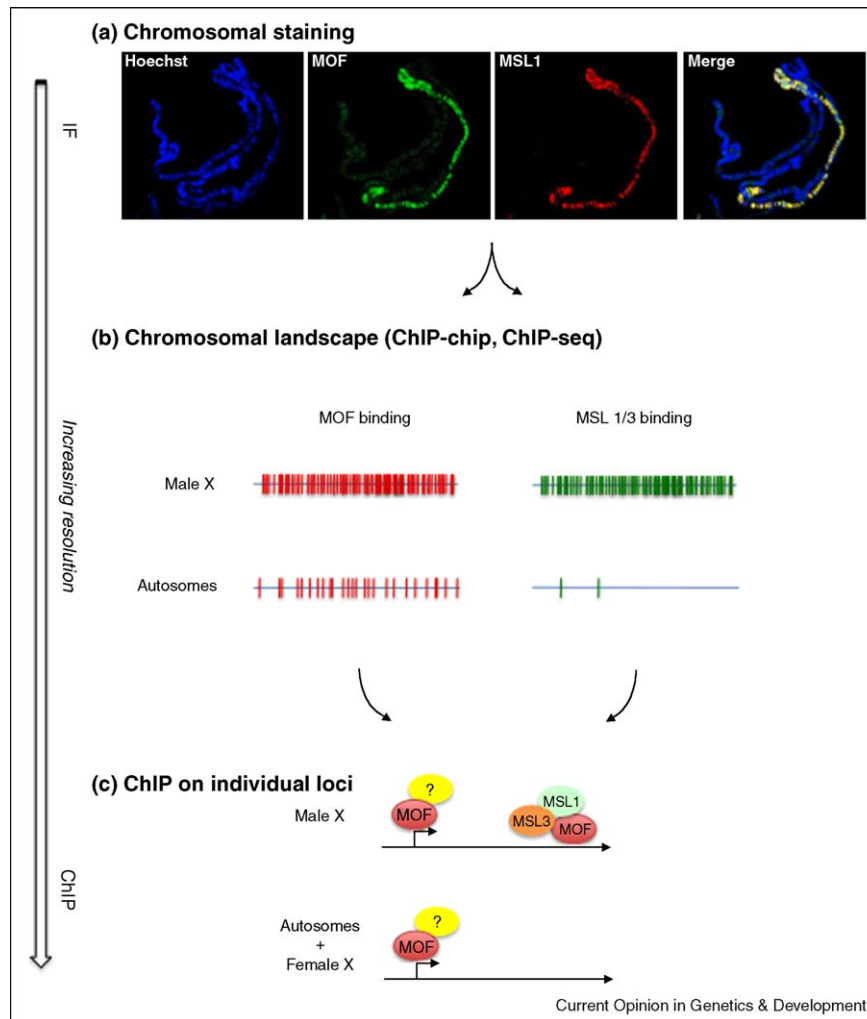 (a) Chromosomal staining
Hoechst
MOF
MSL1
Merge
IF
(b) Chromosomal landscape (ChIP-chip, ChIP-seq)
MOF binding
MSL 1/3 binding
Male X
Increasing resolution
Autosomes
(c) ChIP on individual loci
Male X
?
MOF
MSL1
MSL3
MOF
ChIP
Autosomes
+
Female X
?
MOF
Current Opinion in Genetics & Development